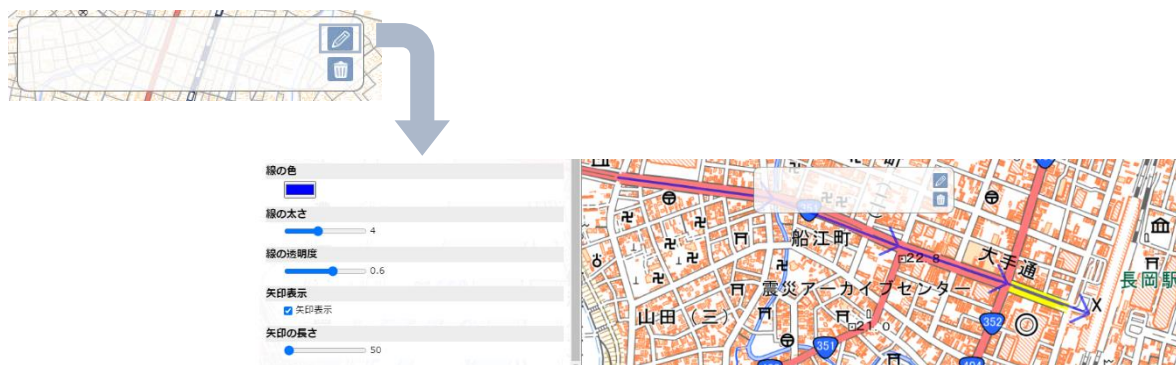 線の色
線の太さ
4
線の透明度
0.6
矢印表示
矢印表示
矢印の長さ
50
351
船江町
22.8
大手通
X
長岡駅
震災アーカイブセンター
山田(三)
21.0
352
351